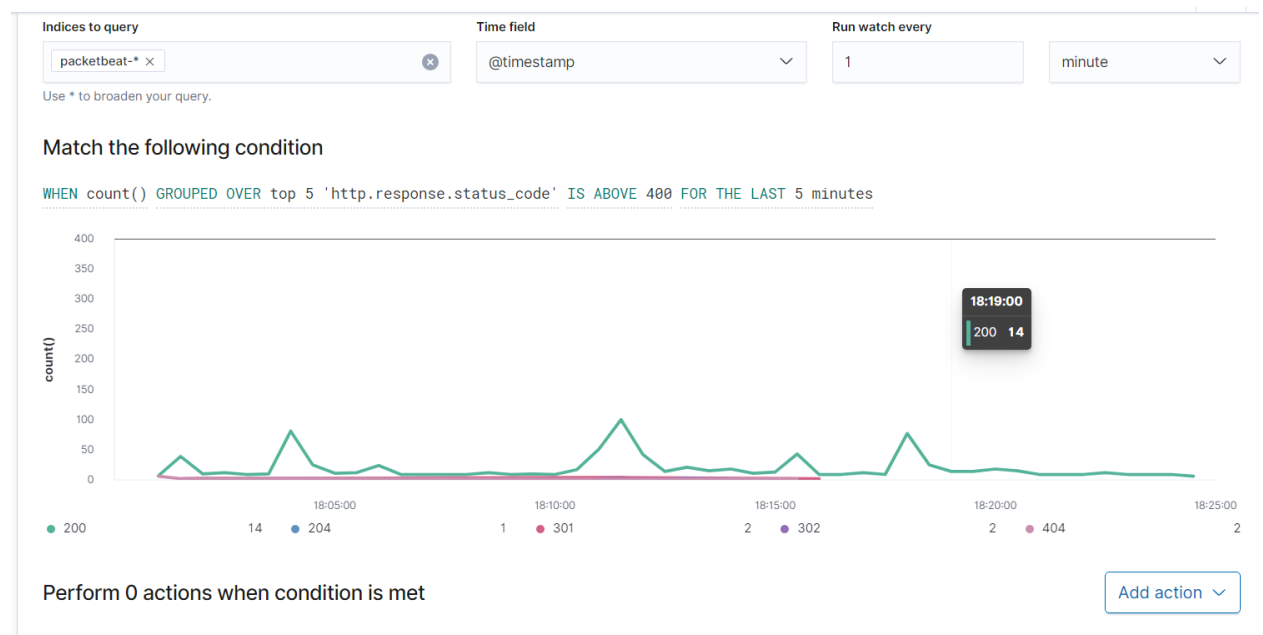 Indices to query Time field Run watch every
packetbeat-* × @timestamp 1 minute
Use * to broaden your query.
Match the following condition
WHEN count() GROUPED OVER top 5 'http.response.status_code' IS ABOVE 400 FOR THE LAST 5 minutes
400
350
300
250
200
150
100
50
0
count()
18:19:00
200 14
18:05:00 18:10:00 18:15:00 18:20:00 18:25:00
200 14 204 1 301 2 302 2 404 2
Perform 0 actions when condition is met Add action